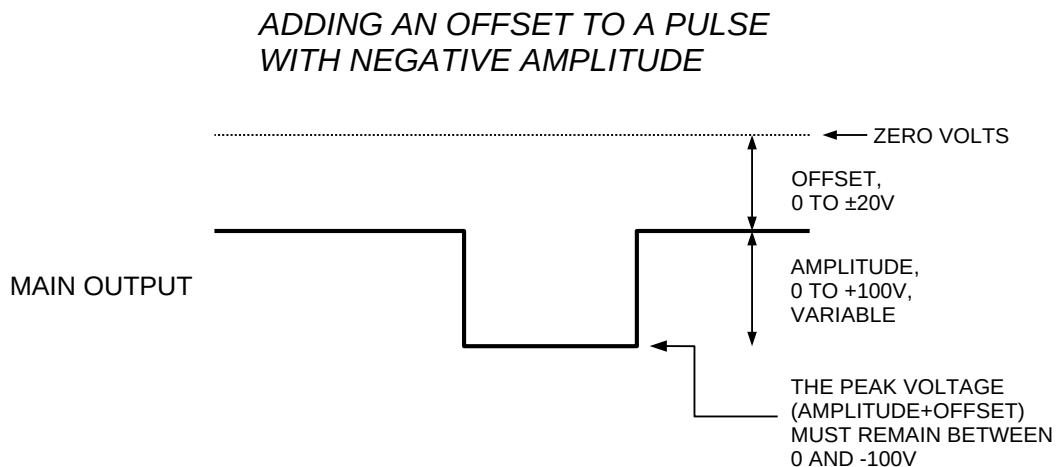 ADDING AN OFFSET TO A PULSE
WITH NEGATIVE AMPLITUDE
ZERO VOLTS
OFFSET,
0 TO ±20V
MAIN OUTPUT
AMPLITUDE,
0 TO +100V,
VARIABLE
THE PEAK VOLTAGE
(AMPLITUDE+OFFSET)
MUST REMAIN BETWEEN
0 AND -100V